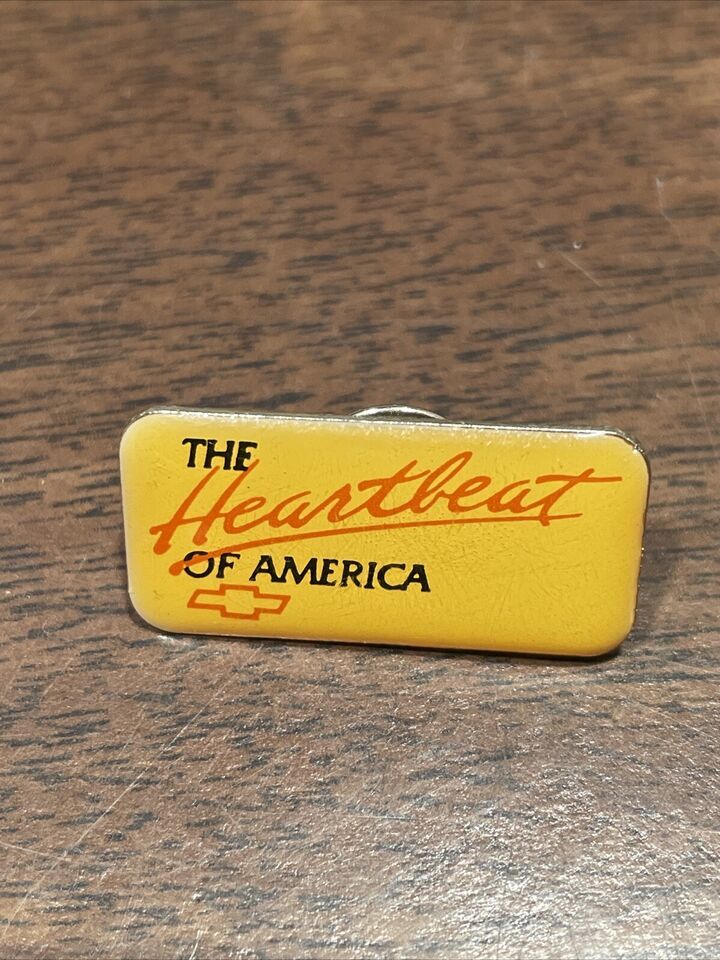 THE
Heartbeat
OF AMERICA